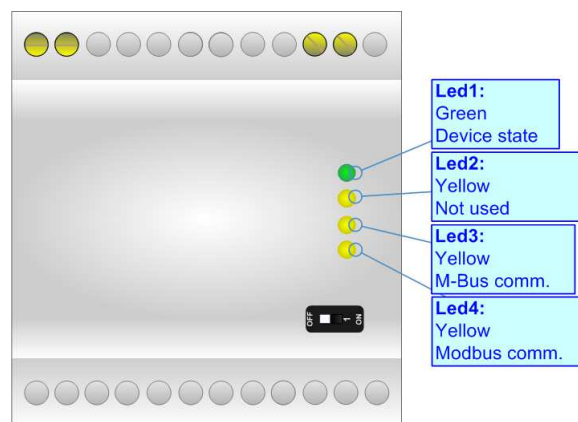 Led1:
Green
Device state
Led2:
Yellow
Not used
Led3:
Yellow
M-Bus comm.
Led4:
Yellow
Modbus comm.
OFF
1
ON